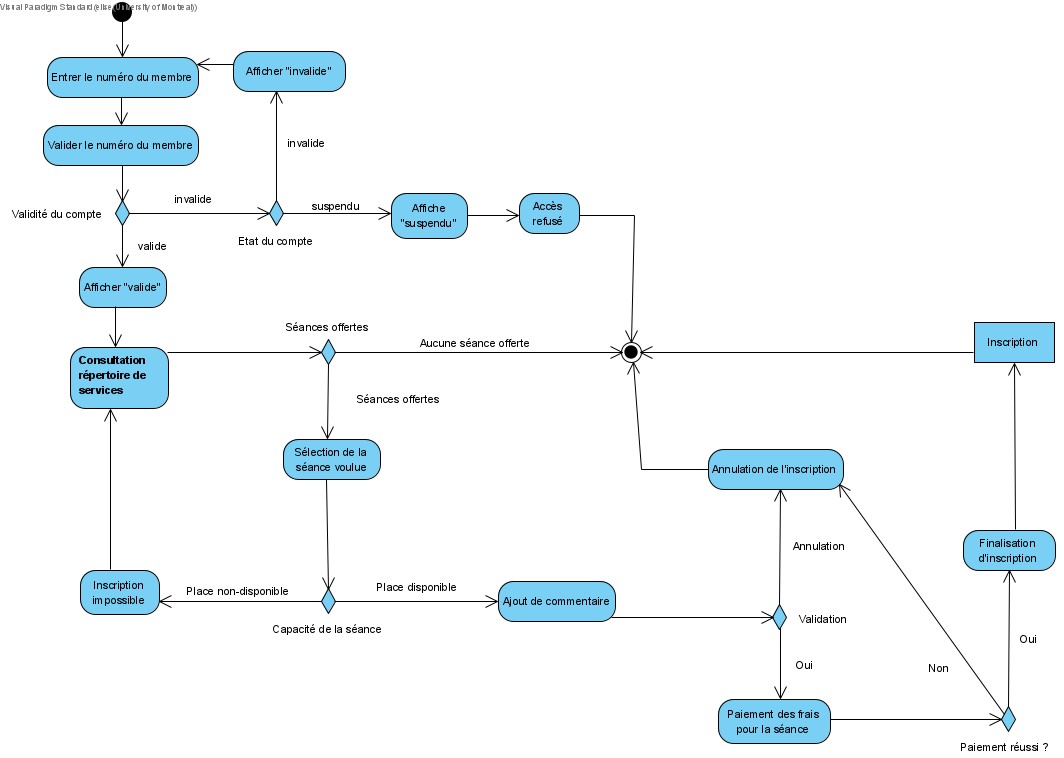 Visual Paradigm Standard (elise (University of Montreal))
Entrer le numéro du membre
Afficher "invalide"
Valider le numéro du membre
invalide
invalide
suspendu
Affiche
"suspendu"
Accès
refusé
Validité du compte
Etat du compte
valide
Afficher "valide"
Séances offertes
Aucune séance offerte
Inscription
Consultation
répertoire de
services
Séances offertes
Sélection de la
séance voulue
Annulation de l'inscription
Annulation
Finalisation
d'inscription
Inscription
impossible
Place non-disponible
Place disponible
Ajout de commentaire
Capacité de la séance
Validation
Oui
Oui
Non
Paiement des frais
pour la séance
Paiement réussi ?